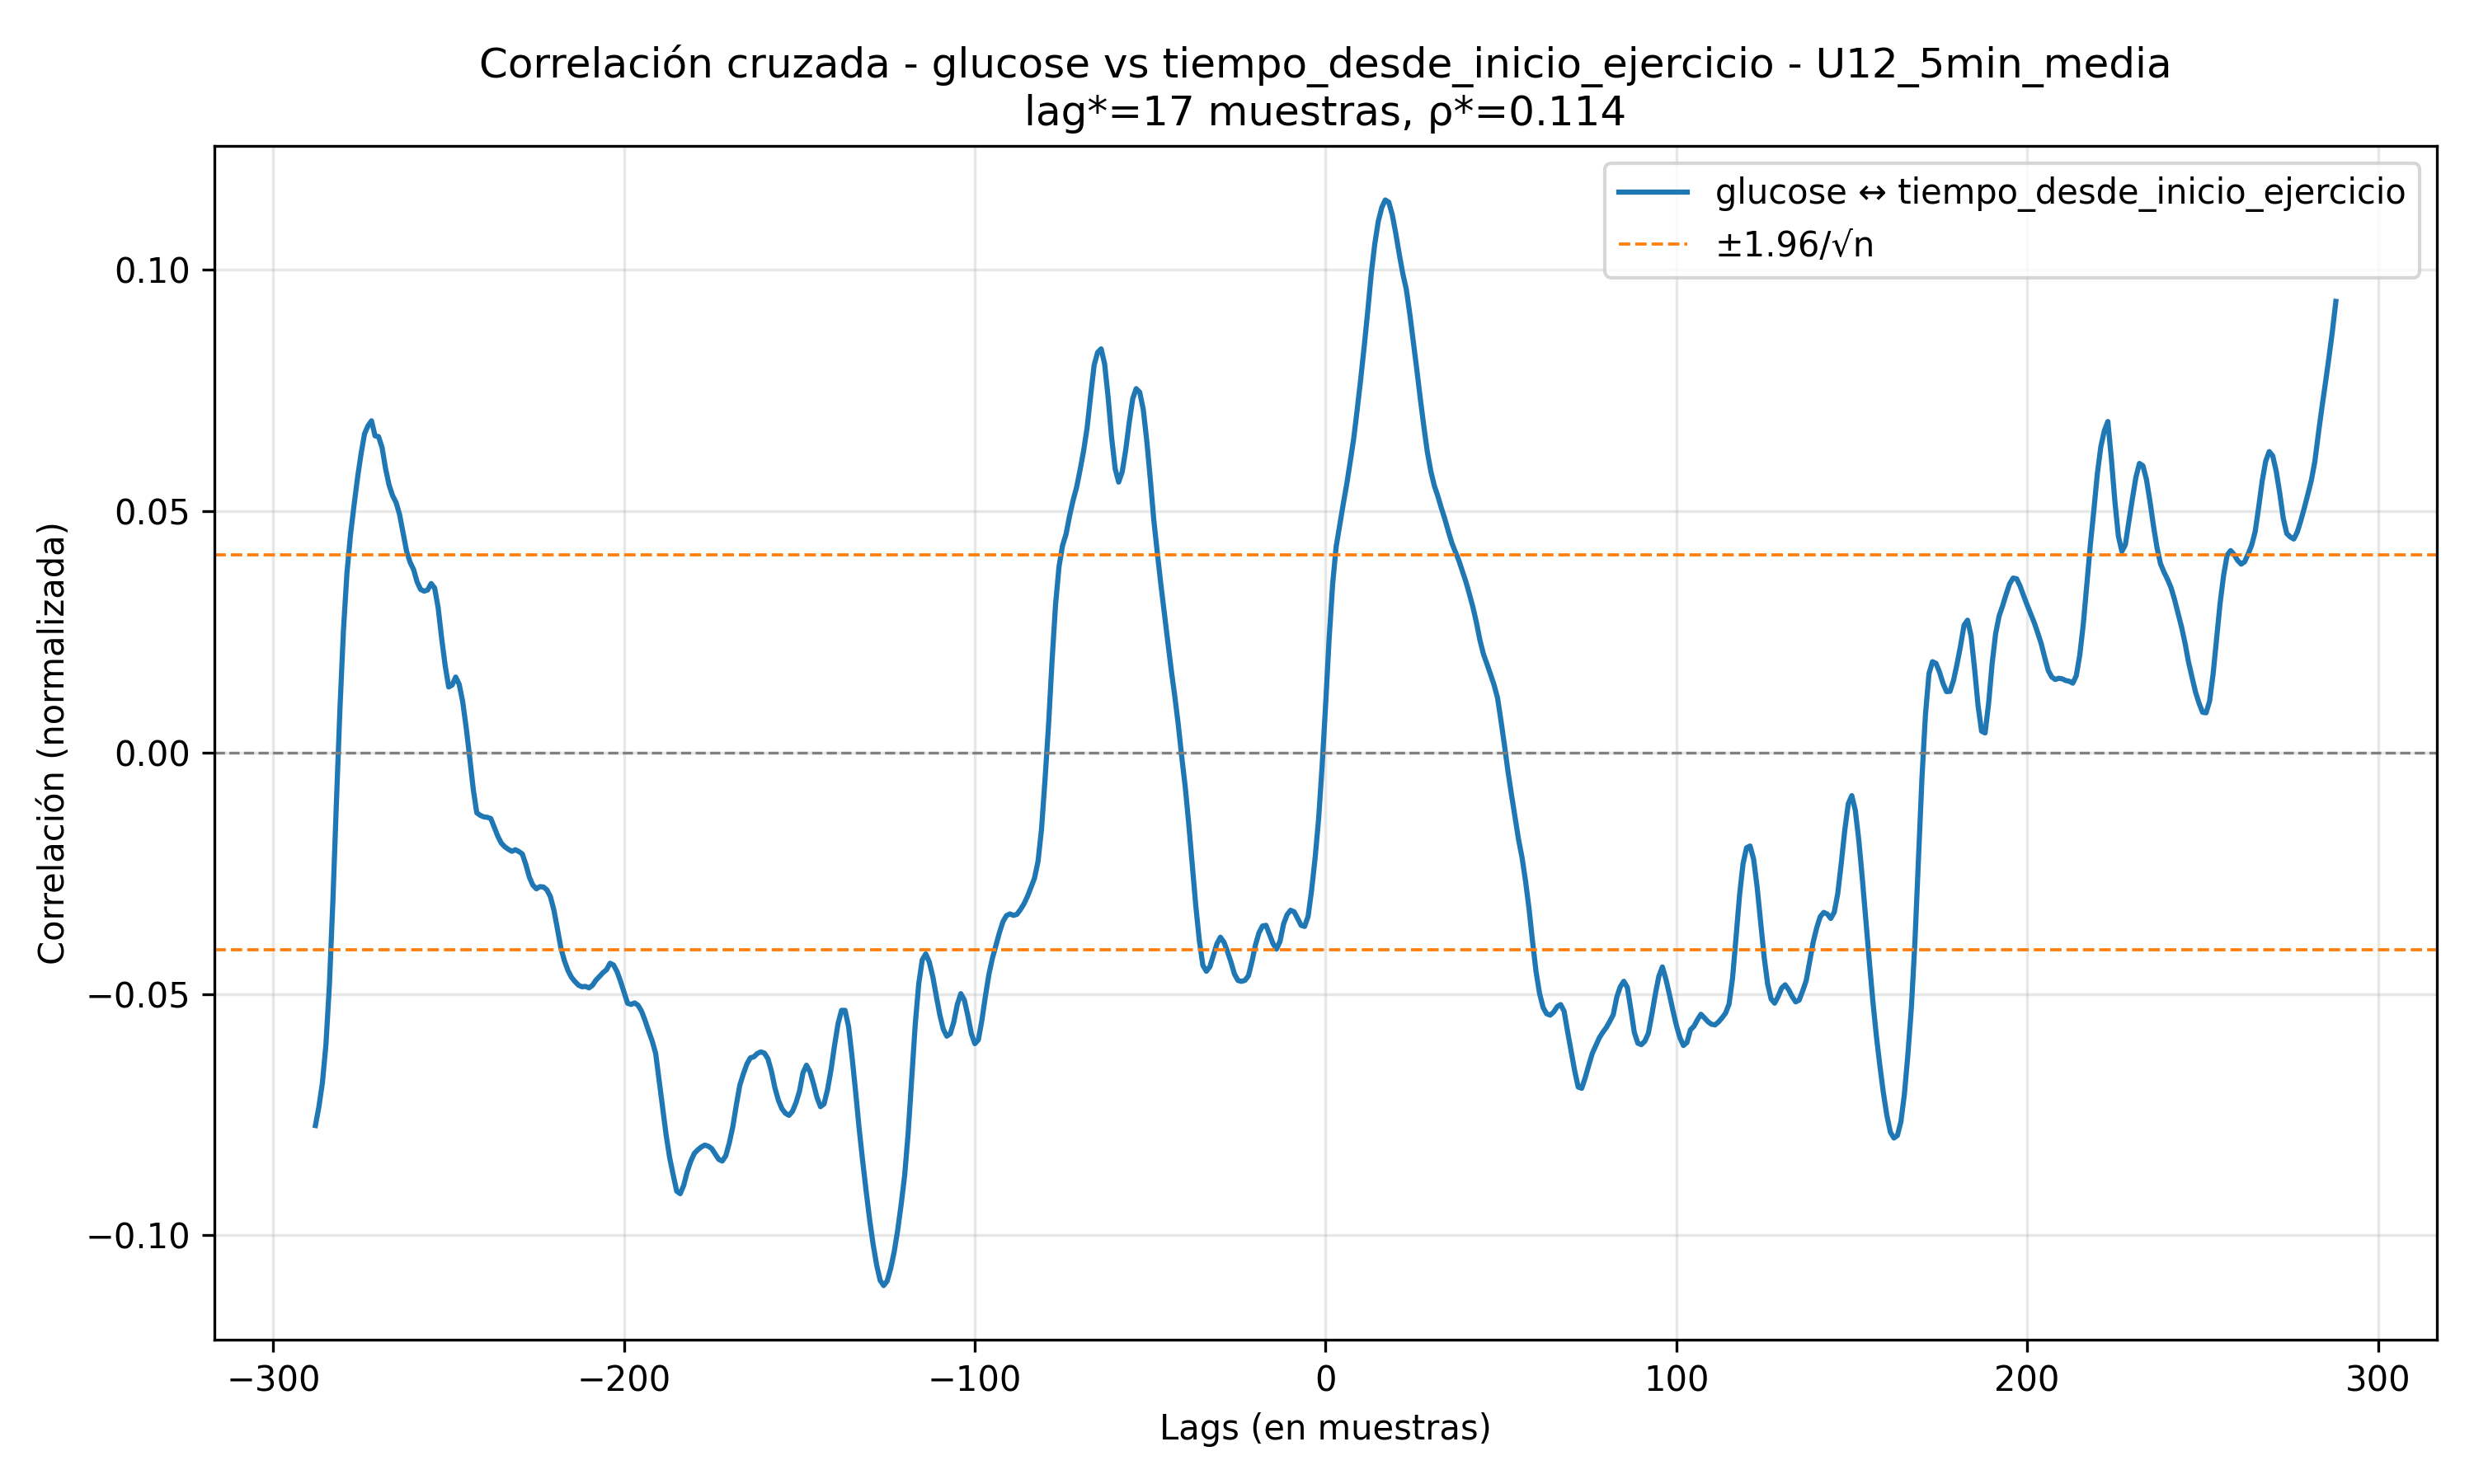 Correlación cruzada - glucose vs tiempo_desde_inicio_ejercicio - U12_5min_media
lag*=17 muestras, ρ*=0.114
glucose ↔ tiempo_desde_inicio_ejercicio
±1.96/√n
Correlación (normalizada)
0.10
0.05
0.00
−0.05
−0.10
−300
−200
−100
0
100
200
300
Lags (en muestras)